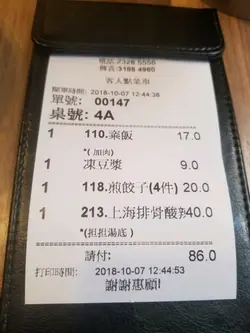 電話:2328 5550
傳真:3188 4960
客人點菜單
開單時間: 2018-10-07 12:44:38
單號: 00147
桌號: 4A
1 110.粢飯 17.0
*(加肉)
1 凍豆漿 9.0
1 118.煎餃子(4件) 20.0
1 213.上海排骨酸辣 40.0
*(担担湯底)
請付: 86.0
打印時間: 2018-10-07 12:44:53
謝謝惠顧!